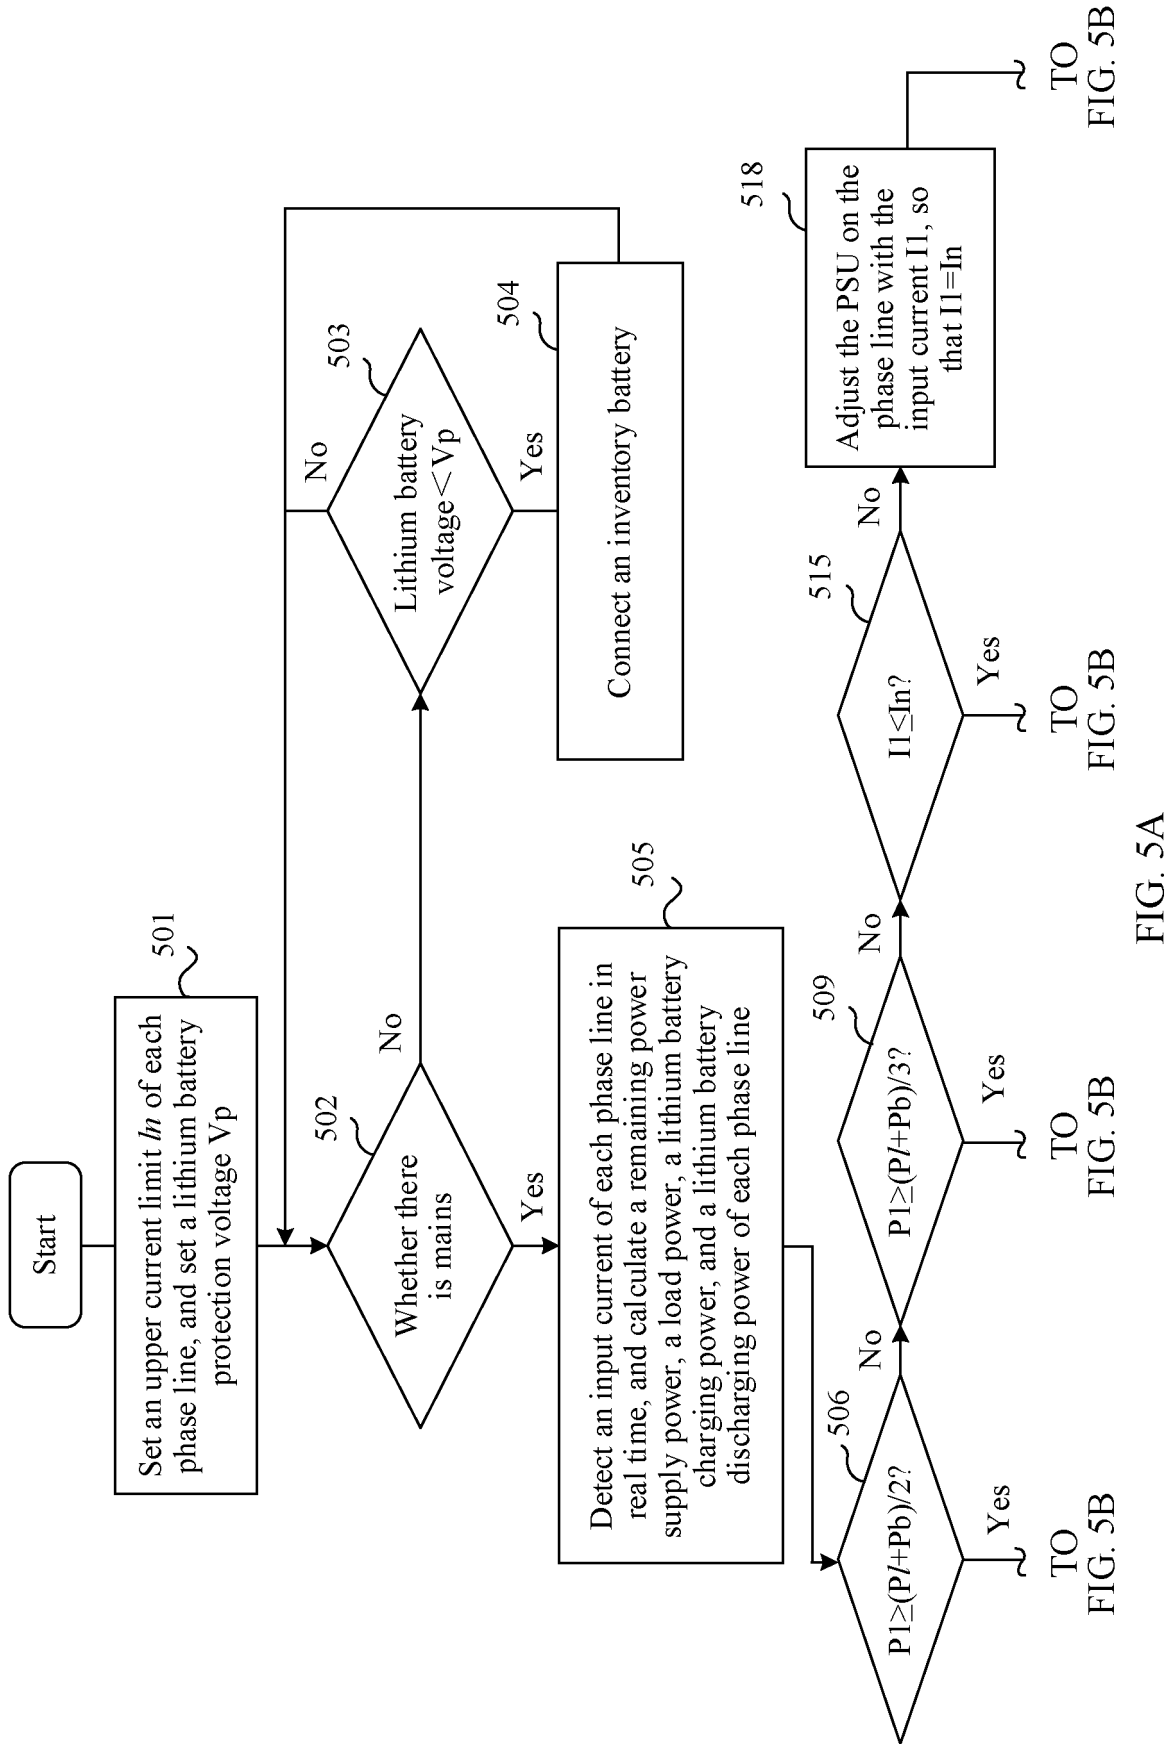 Start
501
Set an upper current limit In of each
phase line, and set a lithium battery
protection voltage Vp
502
Whether there
is mains
No
Yes
503
Lithium battery
voltage<Vp
No
Yes
504
Connect an inventory battery
505
Detect an input current of each phase line in
real time, and calculate a remaining power
supply power, a load power, a lithium battery
charging power, and a lithium battery
discharging power of each phase line
506
P1≥(Pl+Pb)/2?
No
Yes
TO
FIG. 5B
509
P1≥(Pl+Pb)/3?
No
Yes
TO
FIG. 5B
515
I1≤In?
No
Yes
TO
FIG. 5B
518
Adjust the PSU on the
phase line with the
input current I1, so
that I1=In
TO
FIG. 5B
FIG. 5A